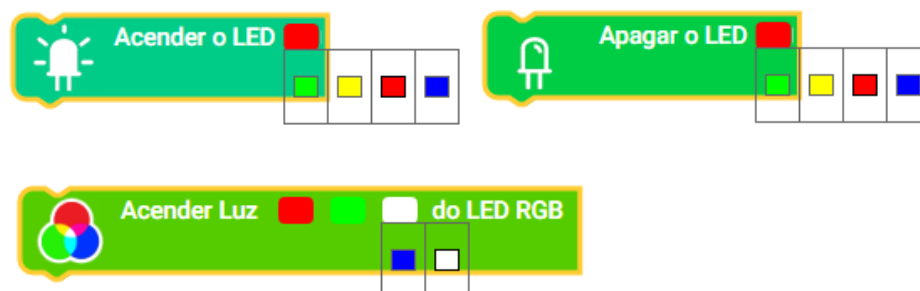 Acender o LED
Apagar o LED
Acender Luz do LED RGB